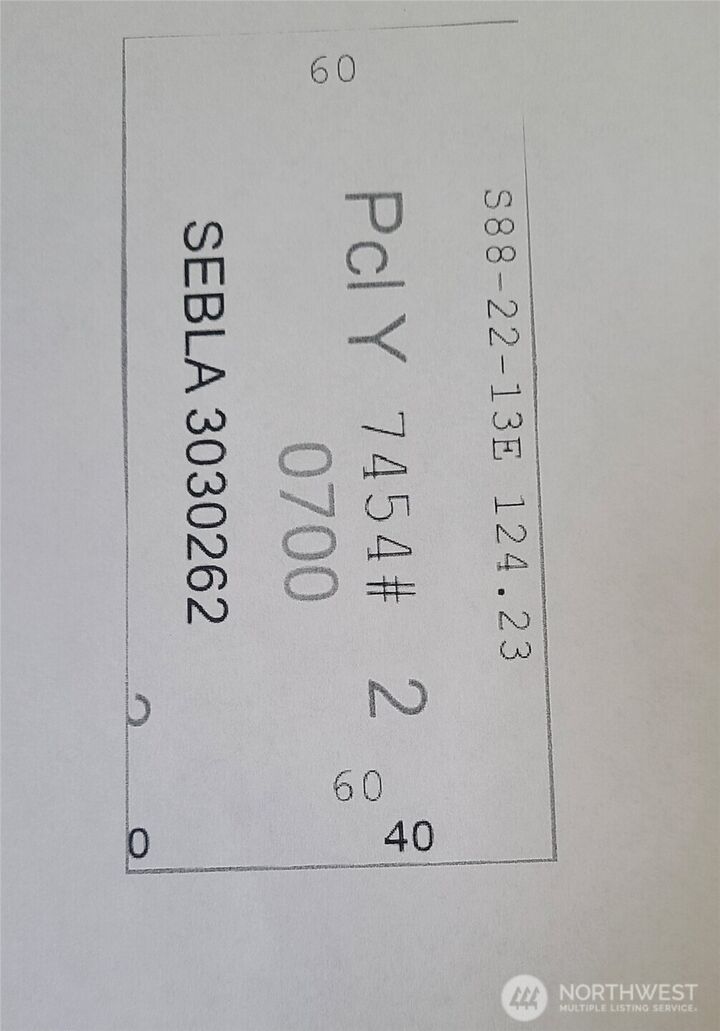 60
S88-22-13E 124.23
Pcl Y 7454# 2
0700
SEBLA 3030262
60
40
0
NORTHWEST
MULTIPLE LISTING SERVICE